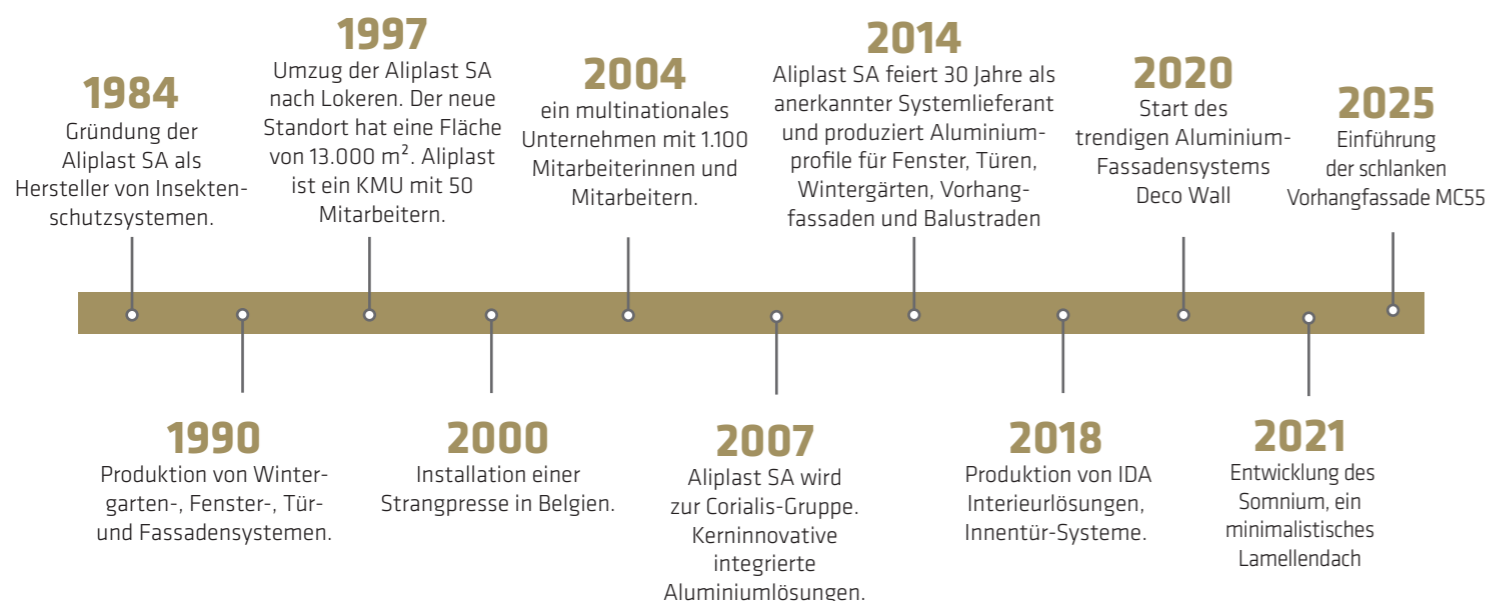 1984
Gründung der
Aliplast SA als
Hersteller von Insekten-
schutzsystemen.
1990
Produktion von Winter-
garten-, Fenster-, Tür-
und Fassadensystemen.
1997
Umzug der Aliplast SA
nach Lokeren. Der neue
Standort hat eine Fläche
von 13.000 m². Aliplast
ist ein KMU mit 50
Mitarbeitern.
2000
Installation einer
Strangpresse in Belgien.
2004
ein multinationales
Unternehmen mit 1.100
Mitarbeiterinnen und
Mitarbeitern.
2007
Aliplast SA wird
zur Corialis-Gruppe.
Kerninnovative
integrierte
Aluminiumlösungen.
2014
Aliplast SA feiert 30 Jahre als
anerkannter Systemlieferant
und produziert Aluminium-
profile für Fenster, Türen,
Wintergärten, Vorhang-
fassaden und Balustraden
2018
Produktion von IDA
Interieurlösungen,
Innentür-Systeme.
2020
Start des
trendigen Aluminium-
Fassadensystems
Deco Wall
2021
Entwicklung des
Somnium, ein
minimalistisches
Lamellendach
2025
Einführung
der schlanken
Vorhangfassade MC55